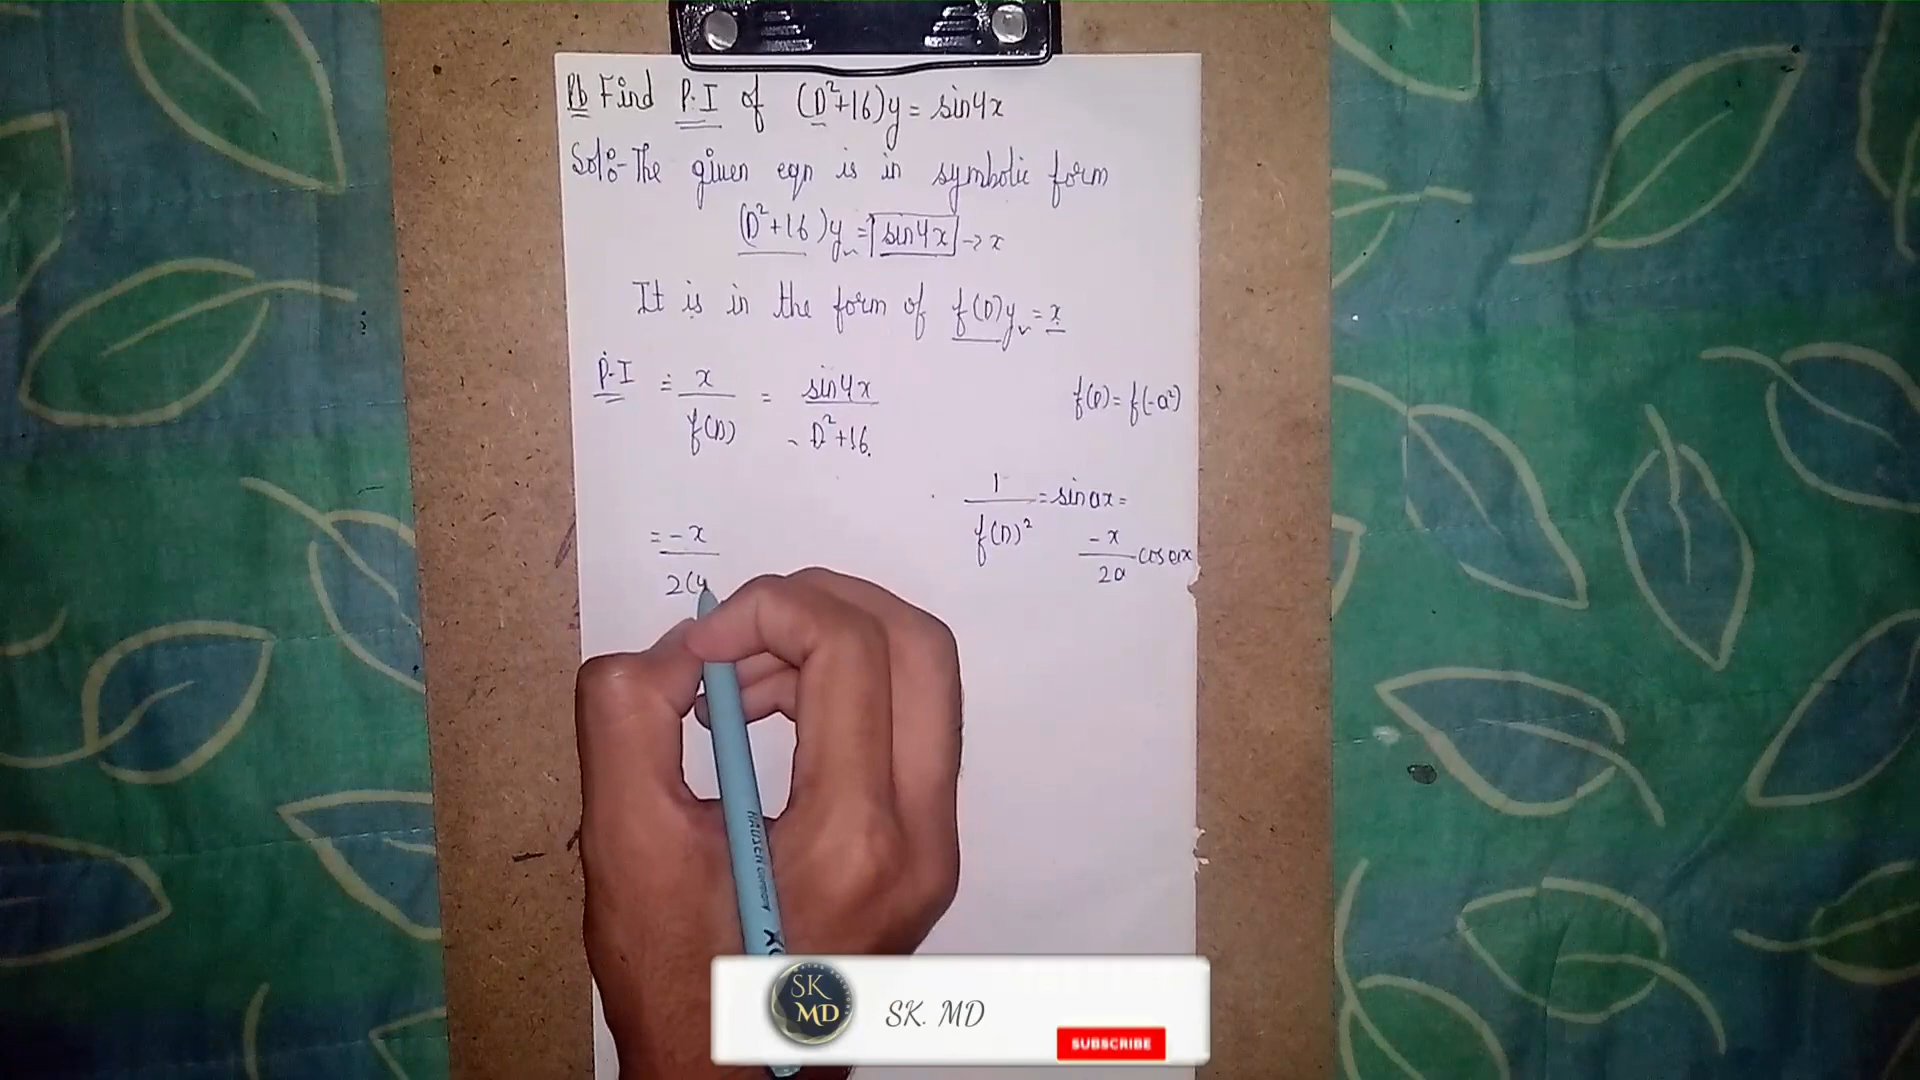 Pb Find P.I of (D²+16)y = sin4x
Sol:- The given eqn is in symbolic form
(D²+16)y = sin4x → x
It is in the form of f(D)y = x
P.I = x/f(D) = sin4x/D²+16
f(D) = f(-a²)
1/f(D)² = sin ax =
-x/2a cos ax
= -x/2(4
HAUSER
SK
MD
SK. MD
SUBSCRIBE